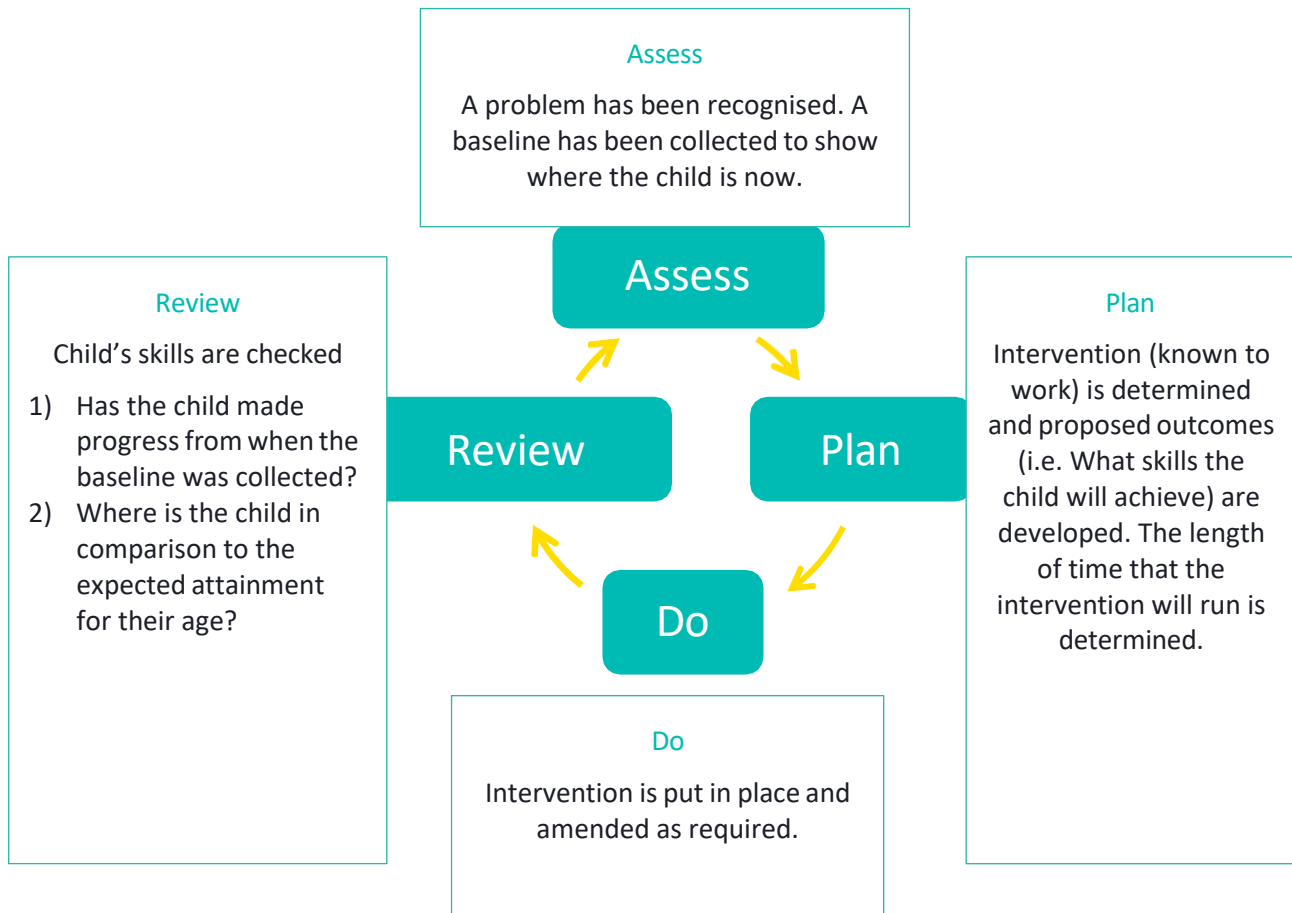 Assess
A problem has been recognised. A
baseline has been collected to show
where the child is now.
Assess
Review
Child’s skills are checked
1) Has the child made
progress from when the
baseline was collected?
2) Where is the child in
comparison to the
expected attainment
for their age?
Review
Plan
Plan
Intervention (known to
work) is determined
and proposed outcomes
(i.e. What skills the
child will achieve) are
developed. The length
of time that the
intervention will run is
determined.
Do
Do
Intervention is put in place and
amended as required.